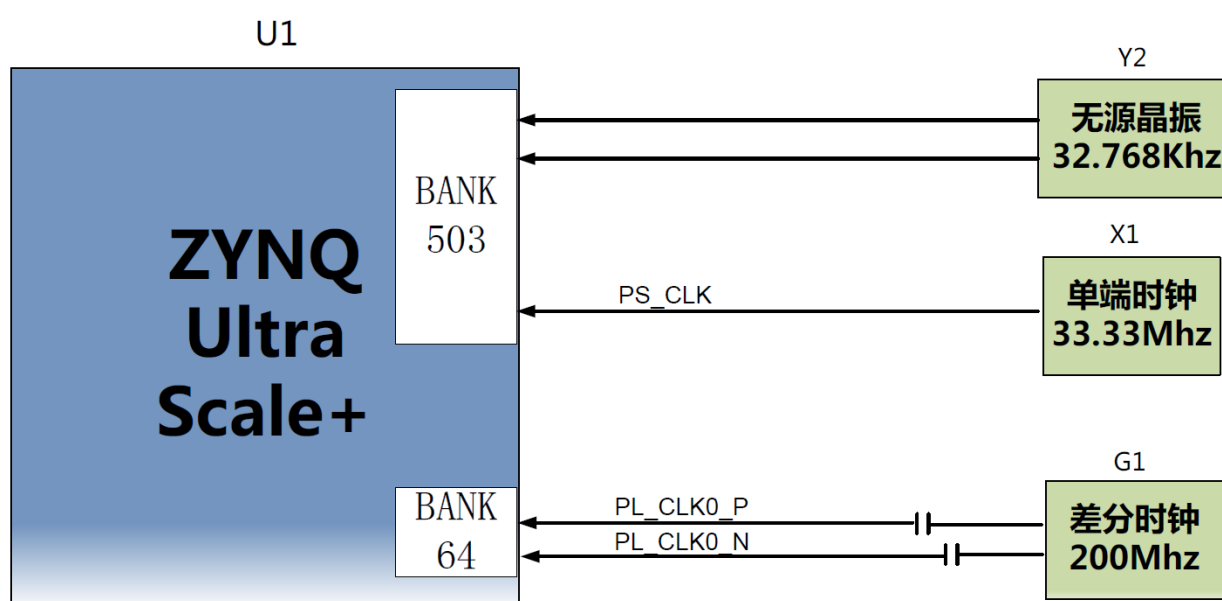 U1
Y2
无源晶振
32.768Khz
BANK
503
X1
ZYNQ
Ultra
Scale+
PS_CLK
单端时钟
33.33Mhz
G1
BANK
64
PL_CLK0_P
PL_CLK0_N
差分时钟
200Mhz